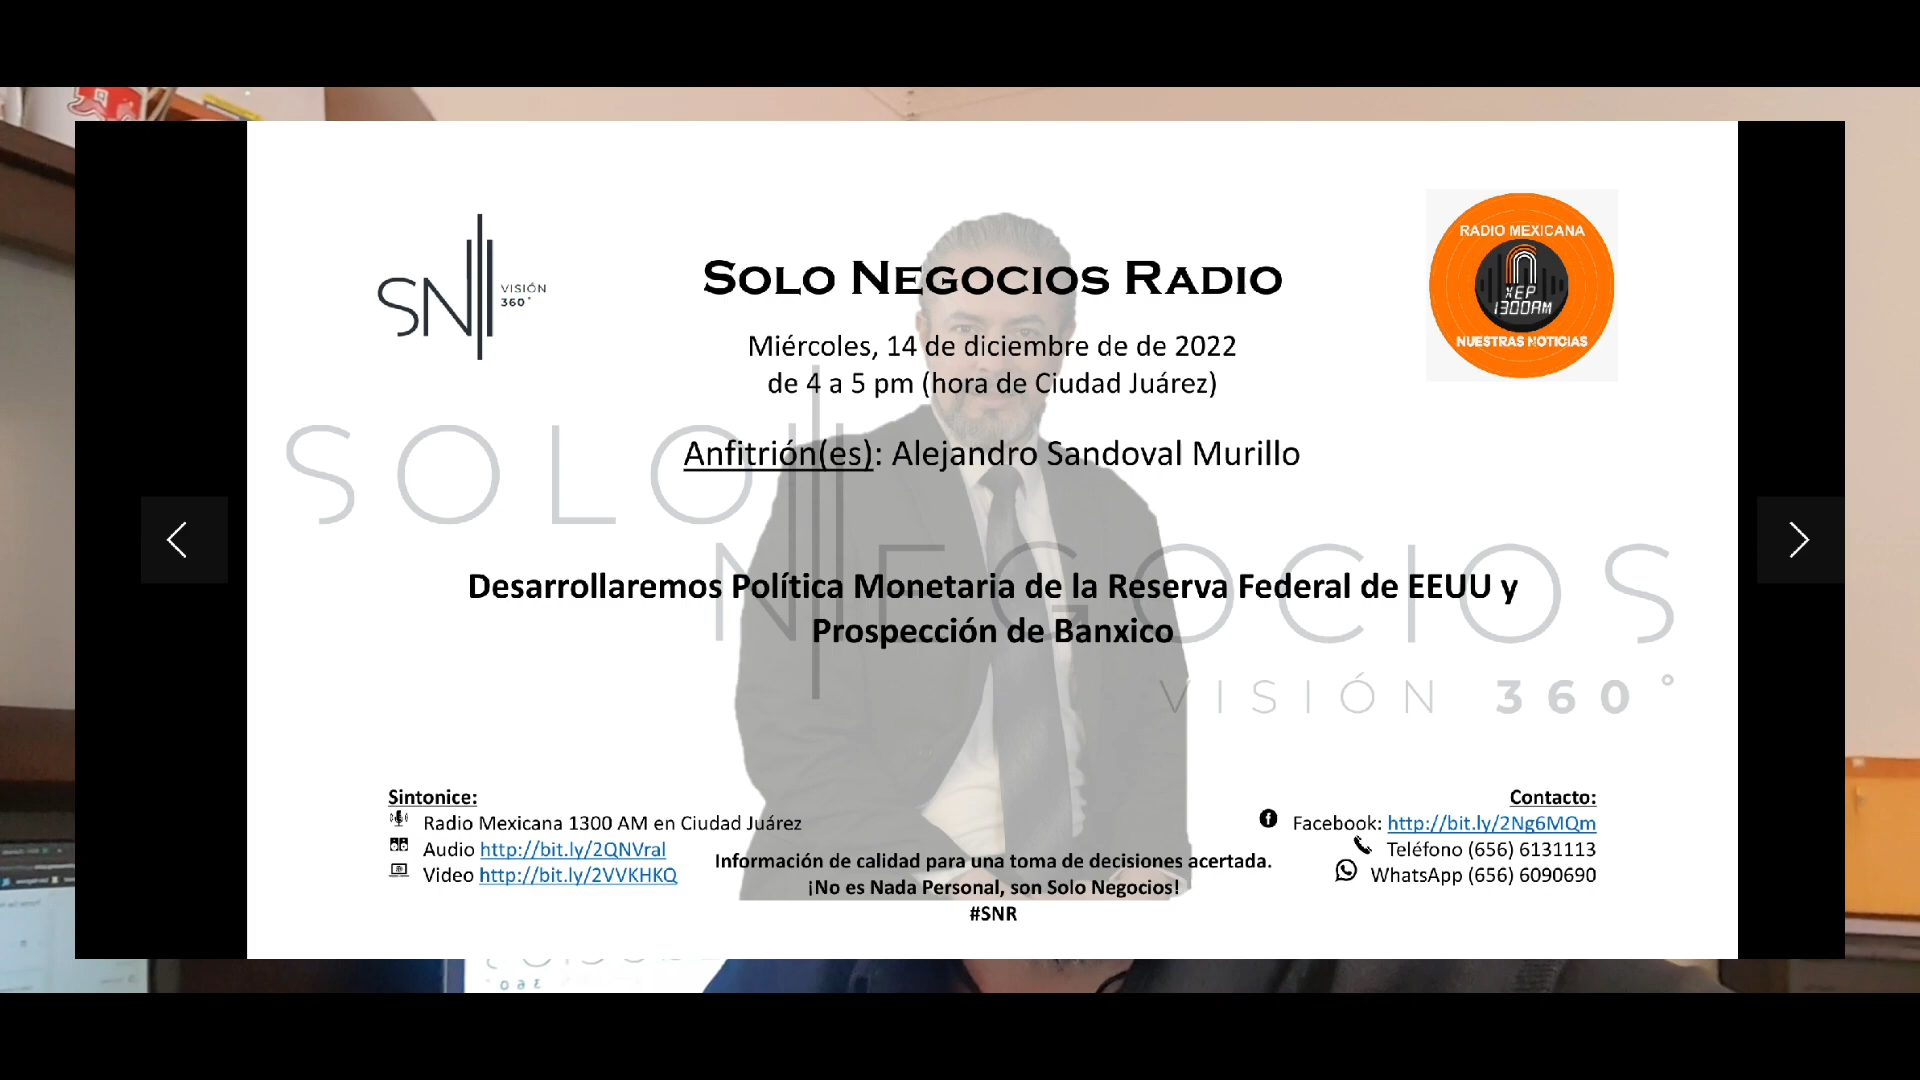 SN VISIÓN
360°
SOLO NEGOCIOS RADIO
RADIO MEXICANA
XEP
1300AM
NUESTRAS NOTICIAS
Miércoles, 14 de diciembre de de 2022
de 4 a 5 pm (hora de Ciudad Juárez)
Anfitrión(es): Alejandro Sandoval Murillo
SOLO
NEGOCIOS
VISIÓN 360°
Desarrollaremos Política Monetaria de la Reserva Federal de EEUU y
Prospección de Banxico
Sintonice:
Radio Mexicana 1300 AM en Ciudad Juárez
Audio http://bit.ly/2QNVral
Video http://bit.ly/2VVKHKQ
Información de calidad para una toma de decisiones acertada.
¡No es Nada Personal, son Solo Negocios!
#SNR
Contacto:
Facebook: http://bit.ly/2Ng6MQm
Teléfono (656) 6131113
WhatsApp (656) 6090690